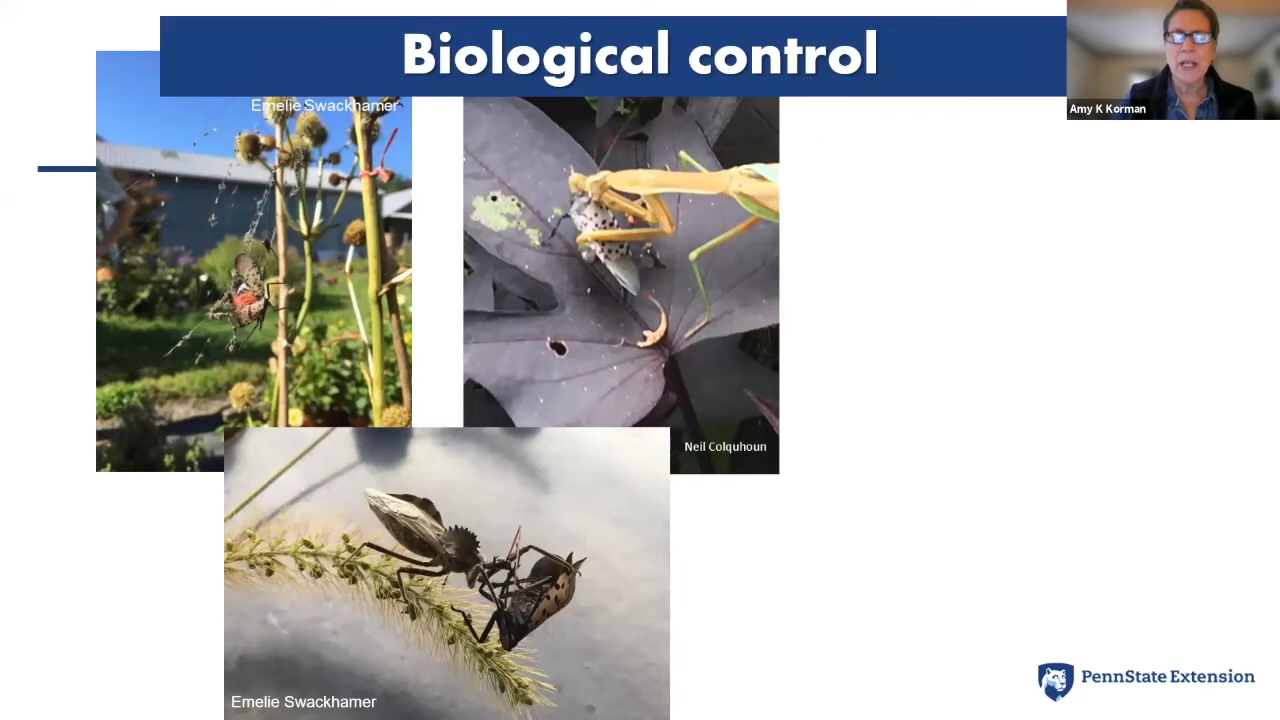 Biological control
Amy K Korman
Emelie Swackhamer
Neil Colquhoun
Emelie Swackhamer
PennState Extension